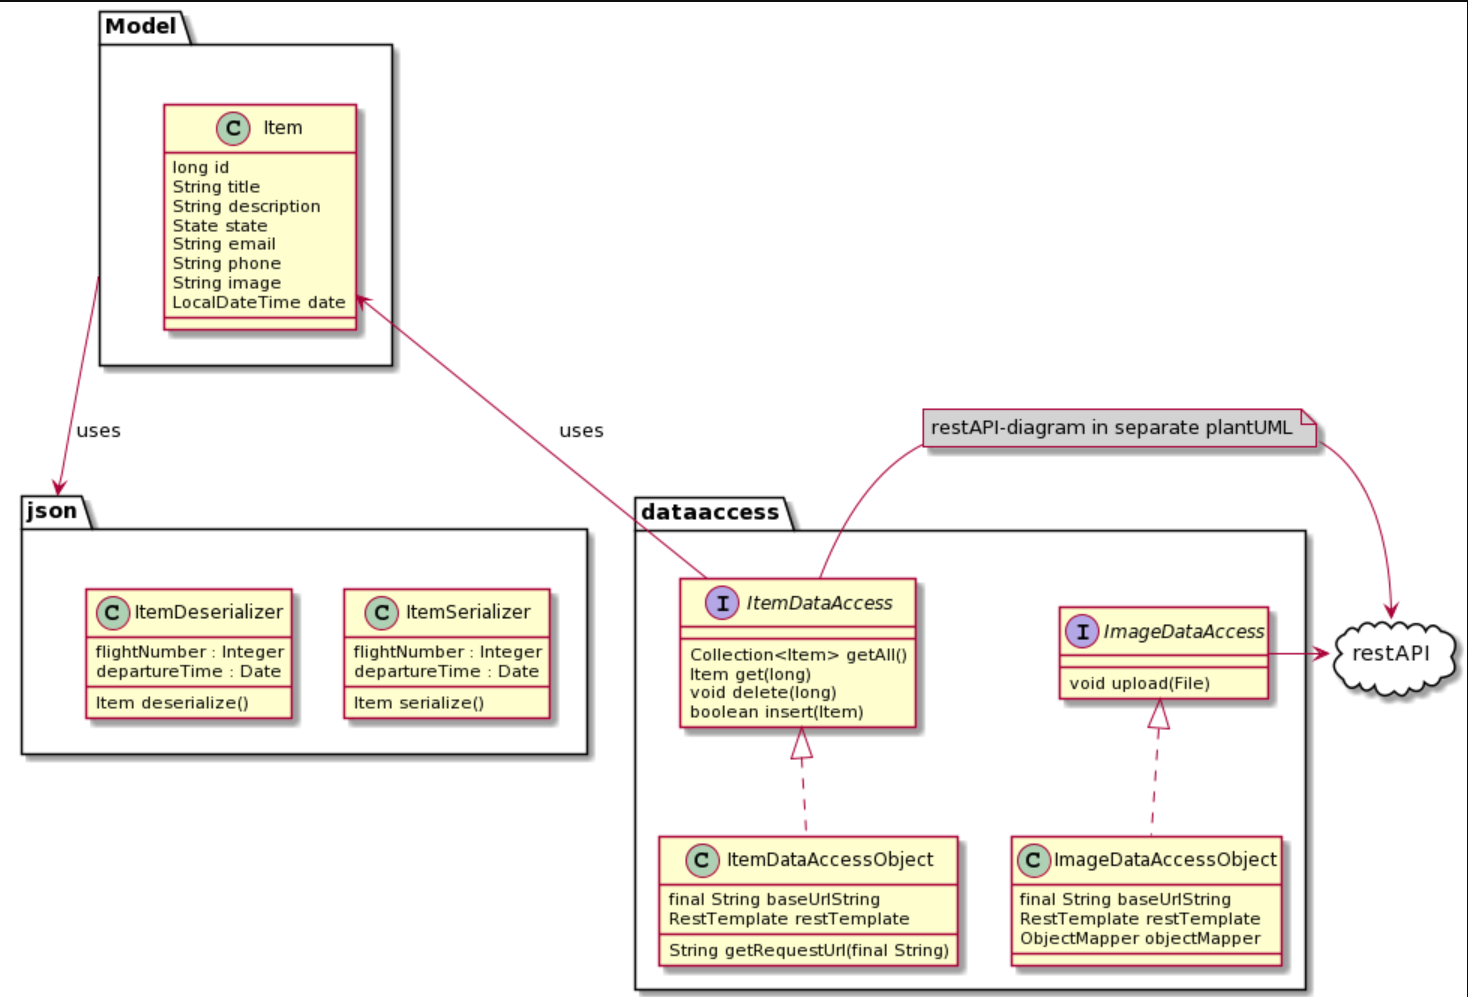 Model
C Item
long id
String title
String description
State state
String email
String phone
String image
LocalDateTime date
uses
uses
restAPI-diagram in separate plantUML
json
C ItemDeserializer
flightNumber : Integer
departureTime : Date
Item deserialize()
C ItemSerializer
flightNumber : Integer
departureTime : Date
Item serialize()
dataaccess
I ItemDataAccess
Collection<Item> getAll()
Item get(long)
void delete(long)
boolean insert(Item)
I ImageDataAccess
void upload(File)
restAPI
C ItemDataAccessObject
final String baseUrlString
RestTemplate restTemplate
String getRequestUrl(final String)
C ImageDataAccessObject
final String baseUrlString
RestTemplate restTemplate
ObjectMapper objectMapper